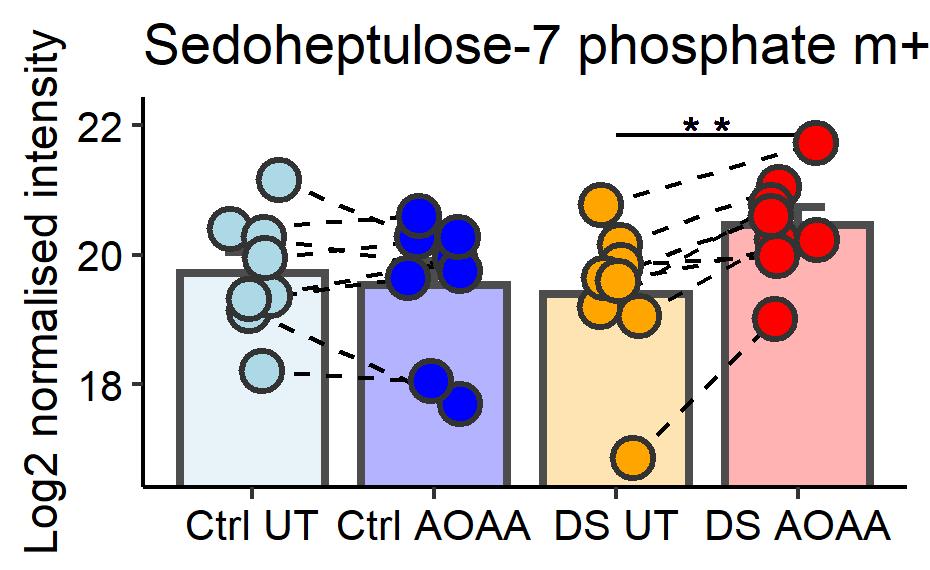 Sedoheptulose-7 phosphate m+
Log2 normalised intensity
22
20
18
**
Ctrl UT Ctrl AOAA DS UT DS AOAA